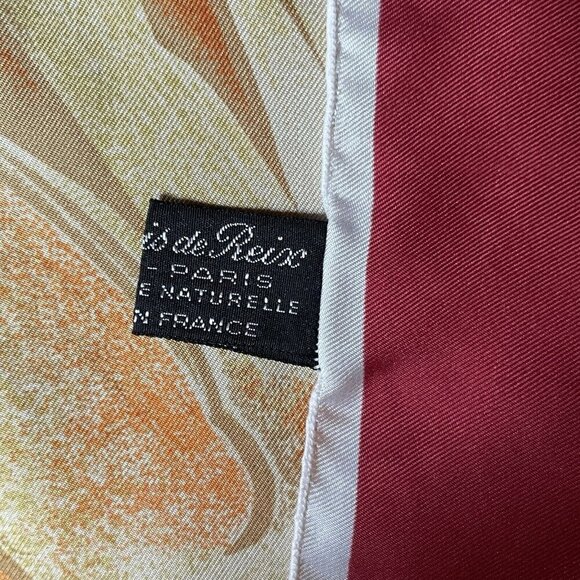 is de Reix
- PARIS
E NATURELLE
N FRANCE